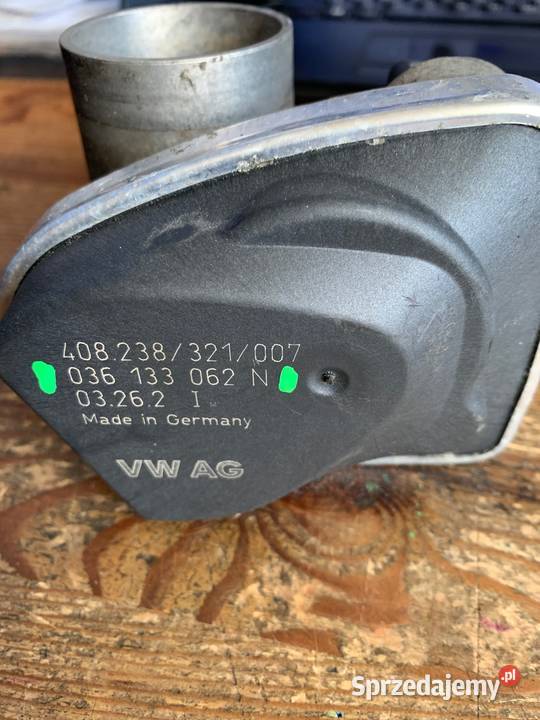 408.238/321/007
036 133 062 N
03.26.2 I
Made in Germany
VW AG
Sprzedajemy.pl